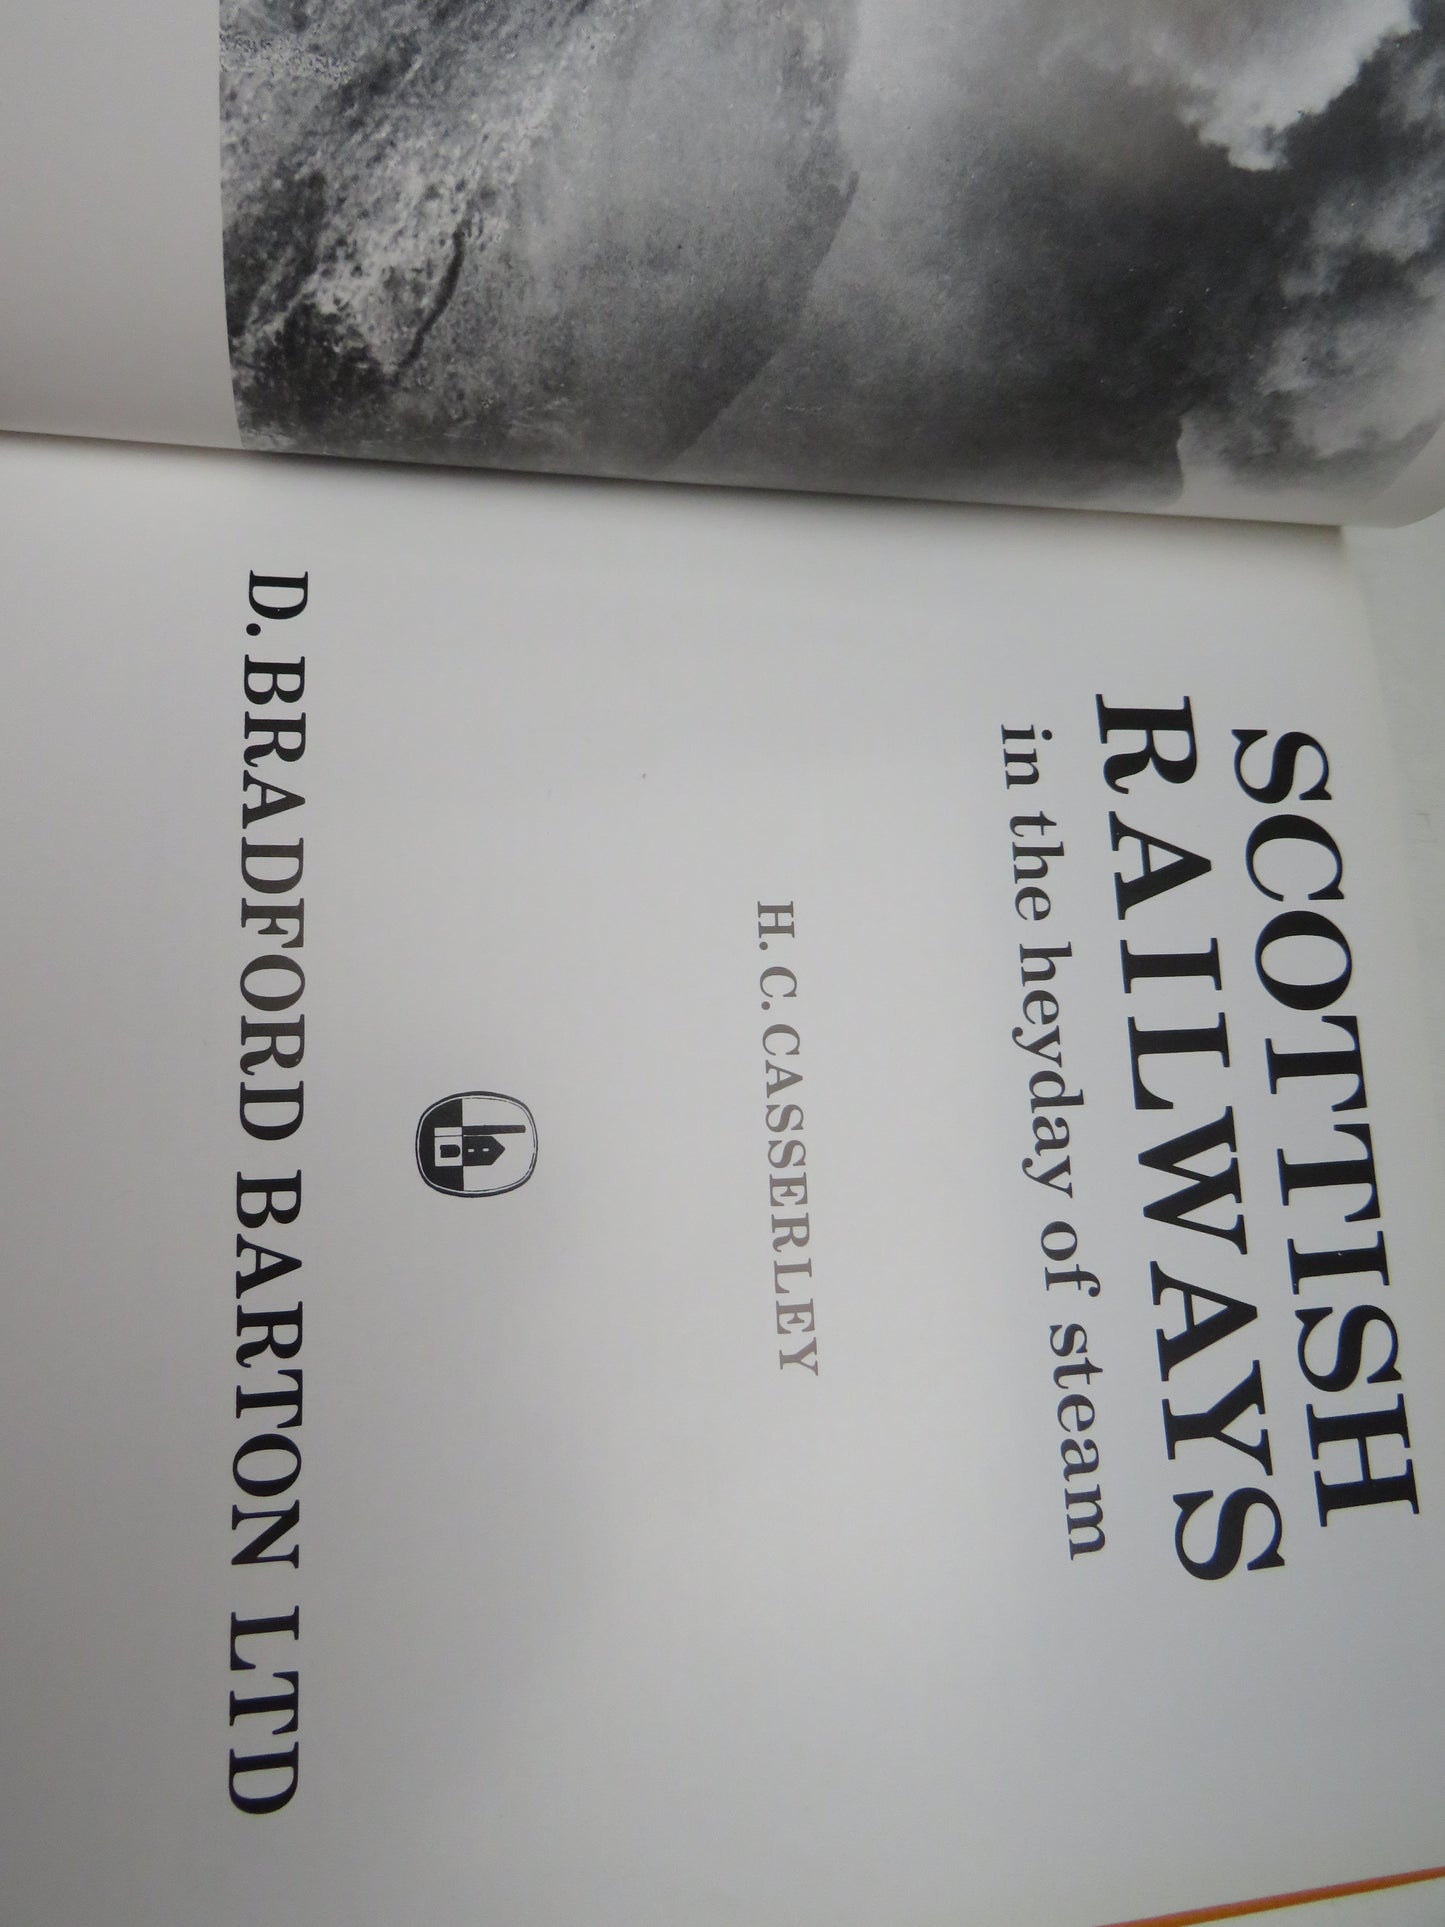 SCOTTISH
RAILWAYS
in the heyday of steam
H. C. CASSERLEY
D. BRADFORD BARTON LTD